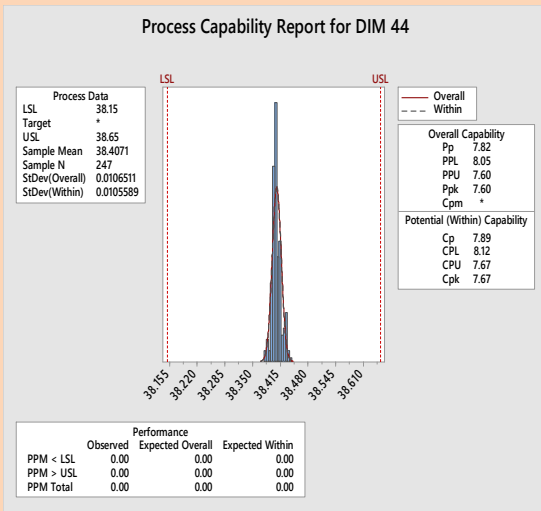 Process Capability Report for DIM 44
LSL USL
Process Data
LSL 38.15
Target *
USL 38.65
Sample Mean 38.4071
Sample N 247
StDev(Overall) 0.0106511
StDev(Within) 0.0105589
Overall
Within
Overall Capability
Pp 7.82
PPL 8.05
PPU 7.60
Ppk 7.60
Cpm *
Potential (Within) Capability
Cp 7.89
CPL 8.12
CPU 7.67
Cpk 7.67
38.155 38.220 38.285 38.350 38.415 38.480 38.545 38.610
Performance
Observed Expected Overall Expected Within
PPM < LSL 0.00 0.00 0.00
PPM > USL 0.00 0.00 0.00
PPM Total 0.00 0.00 0.00